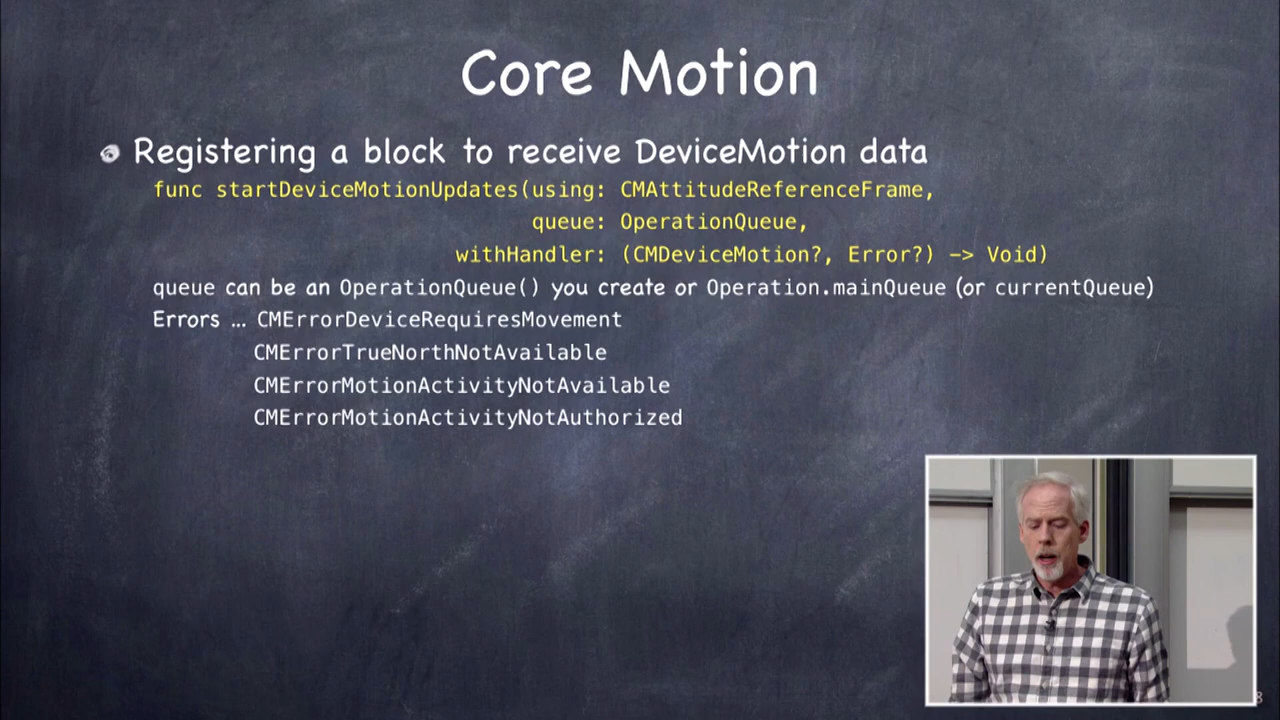 Core Motion
Registering a block to receive DeviceMotion data
func startDeviceMotionUpdates(using: CMAttitudeReferenceFrame,
queue: OperationQueue,
withHandler: (CMDeviceMotion?, Error?) -> Void)
queue can be an OperationQueue() you create or Operation.mainQueue (or currentQueue)
Errors ... CMErrorDeviceRequiresMovement
CMErrorTrueNorthNotAvailable
CMErrorMotionActivityNotAvailable
CMErrorMotionActivityNotAuthorized